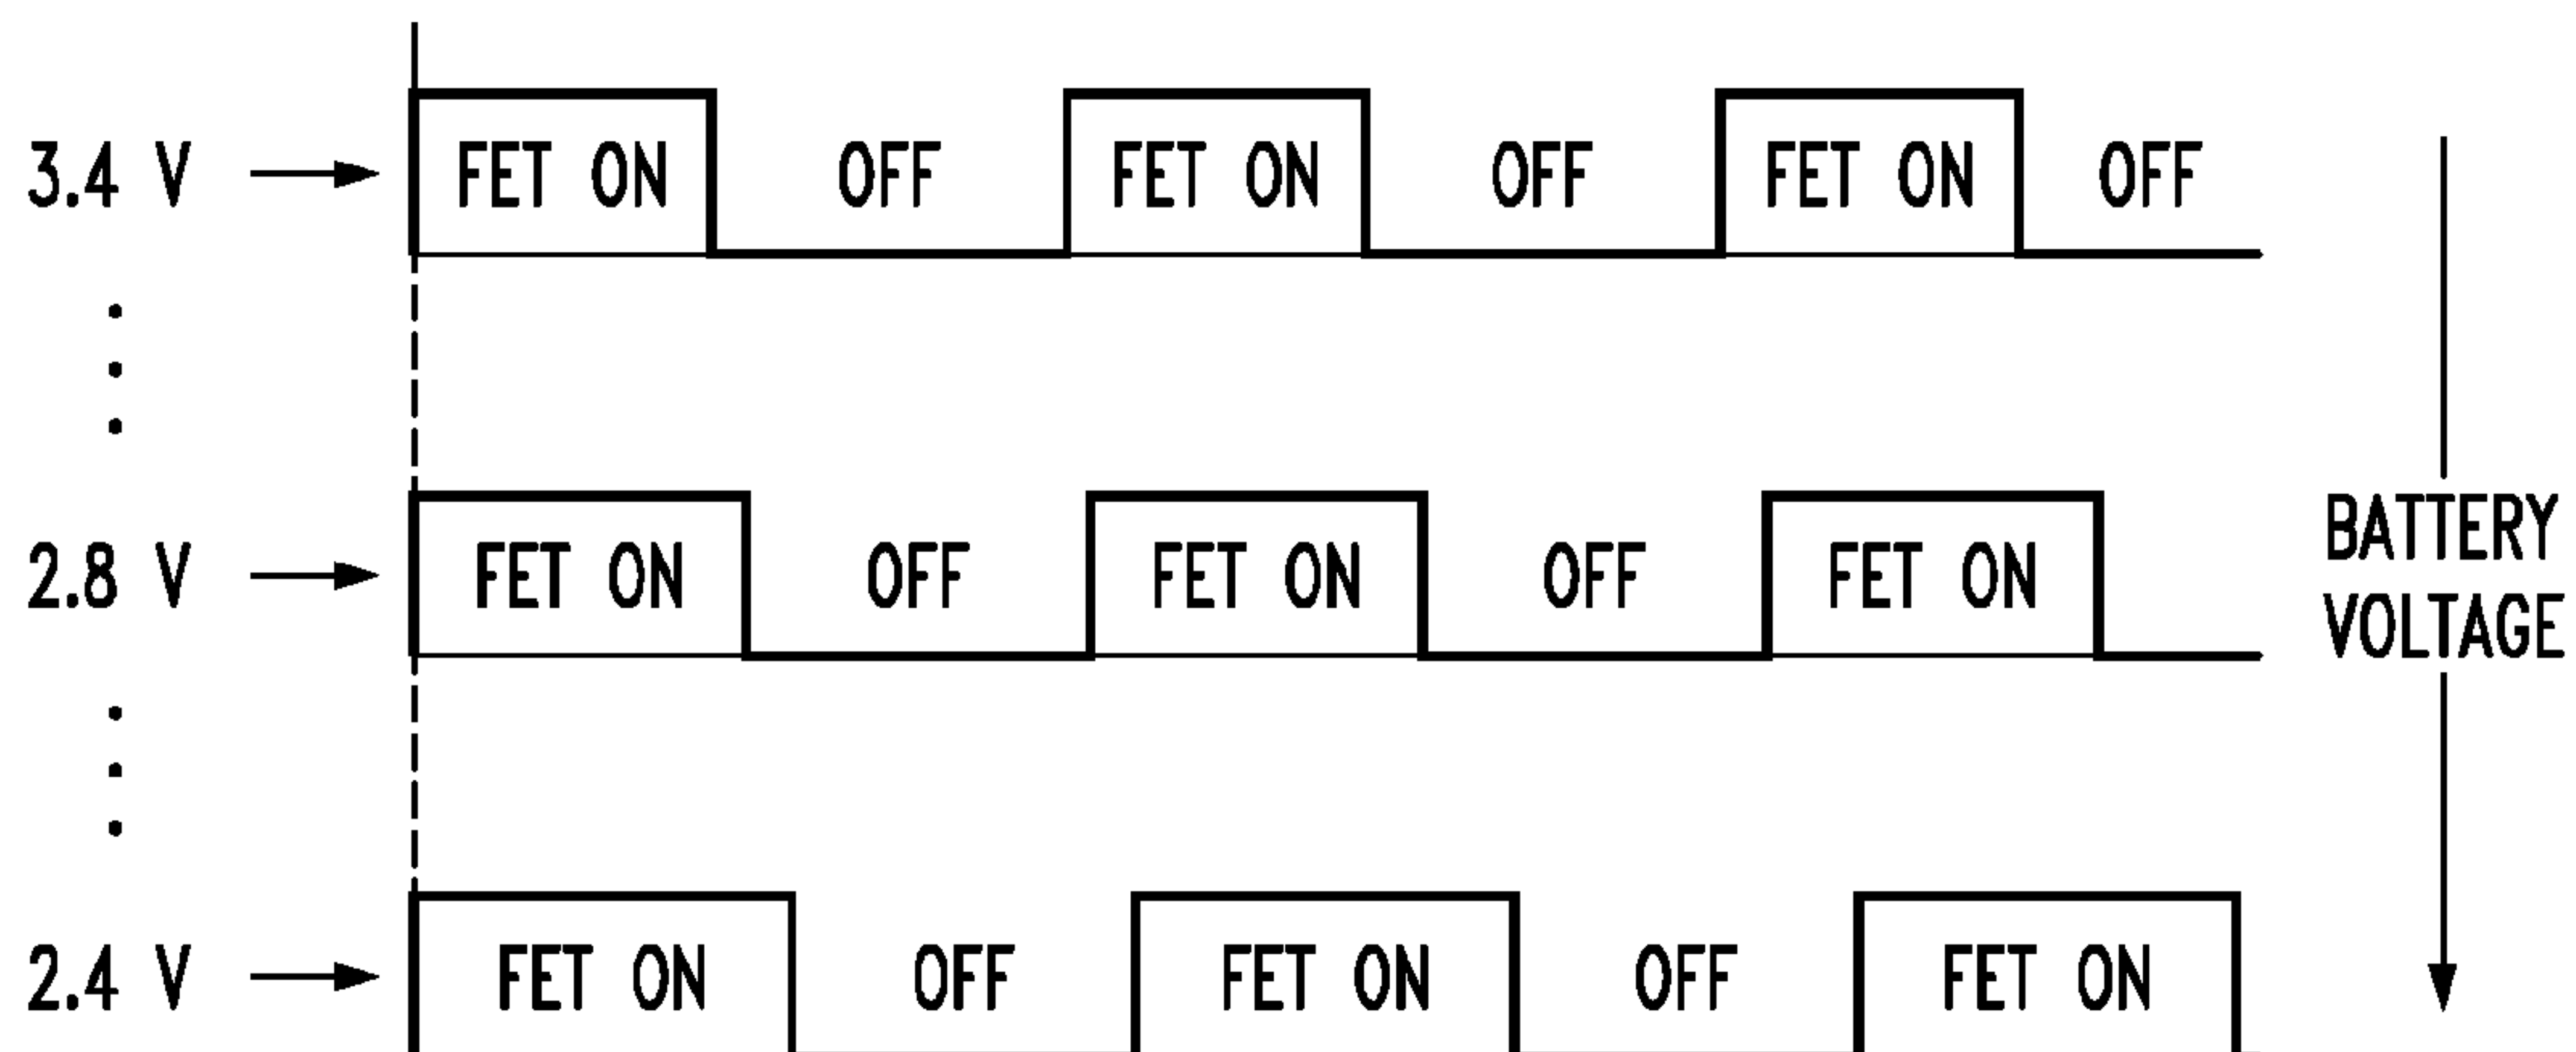 3.4 V FET ON OFF FET ON OFF FET ON OFF
2.8 V FET ON OFF FET ON OFF FET ON
BATTERY
VOLTAGE
2.4 V FET ON OFF FET ON OFF FET ON